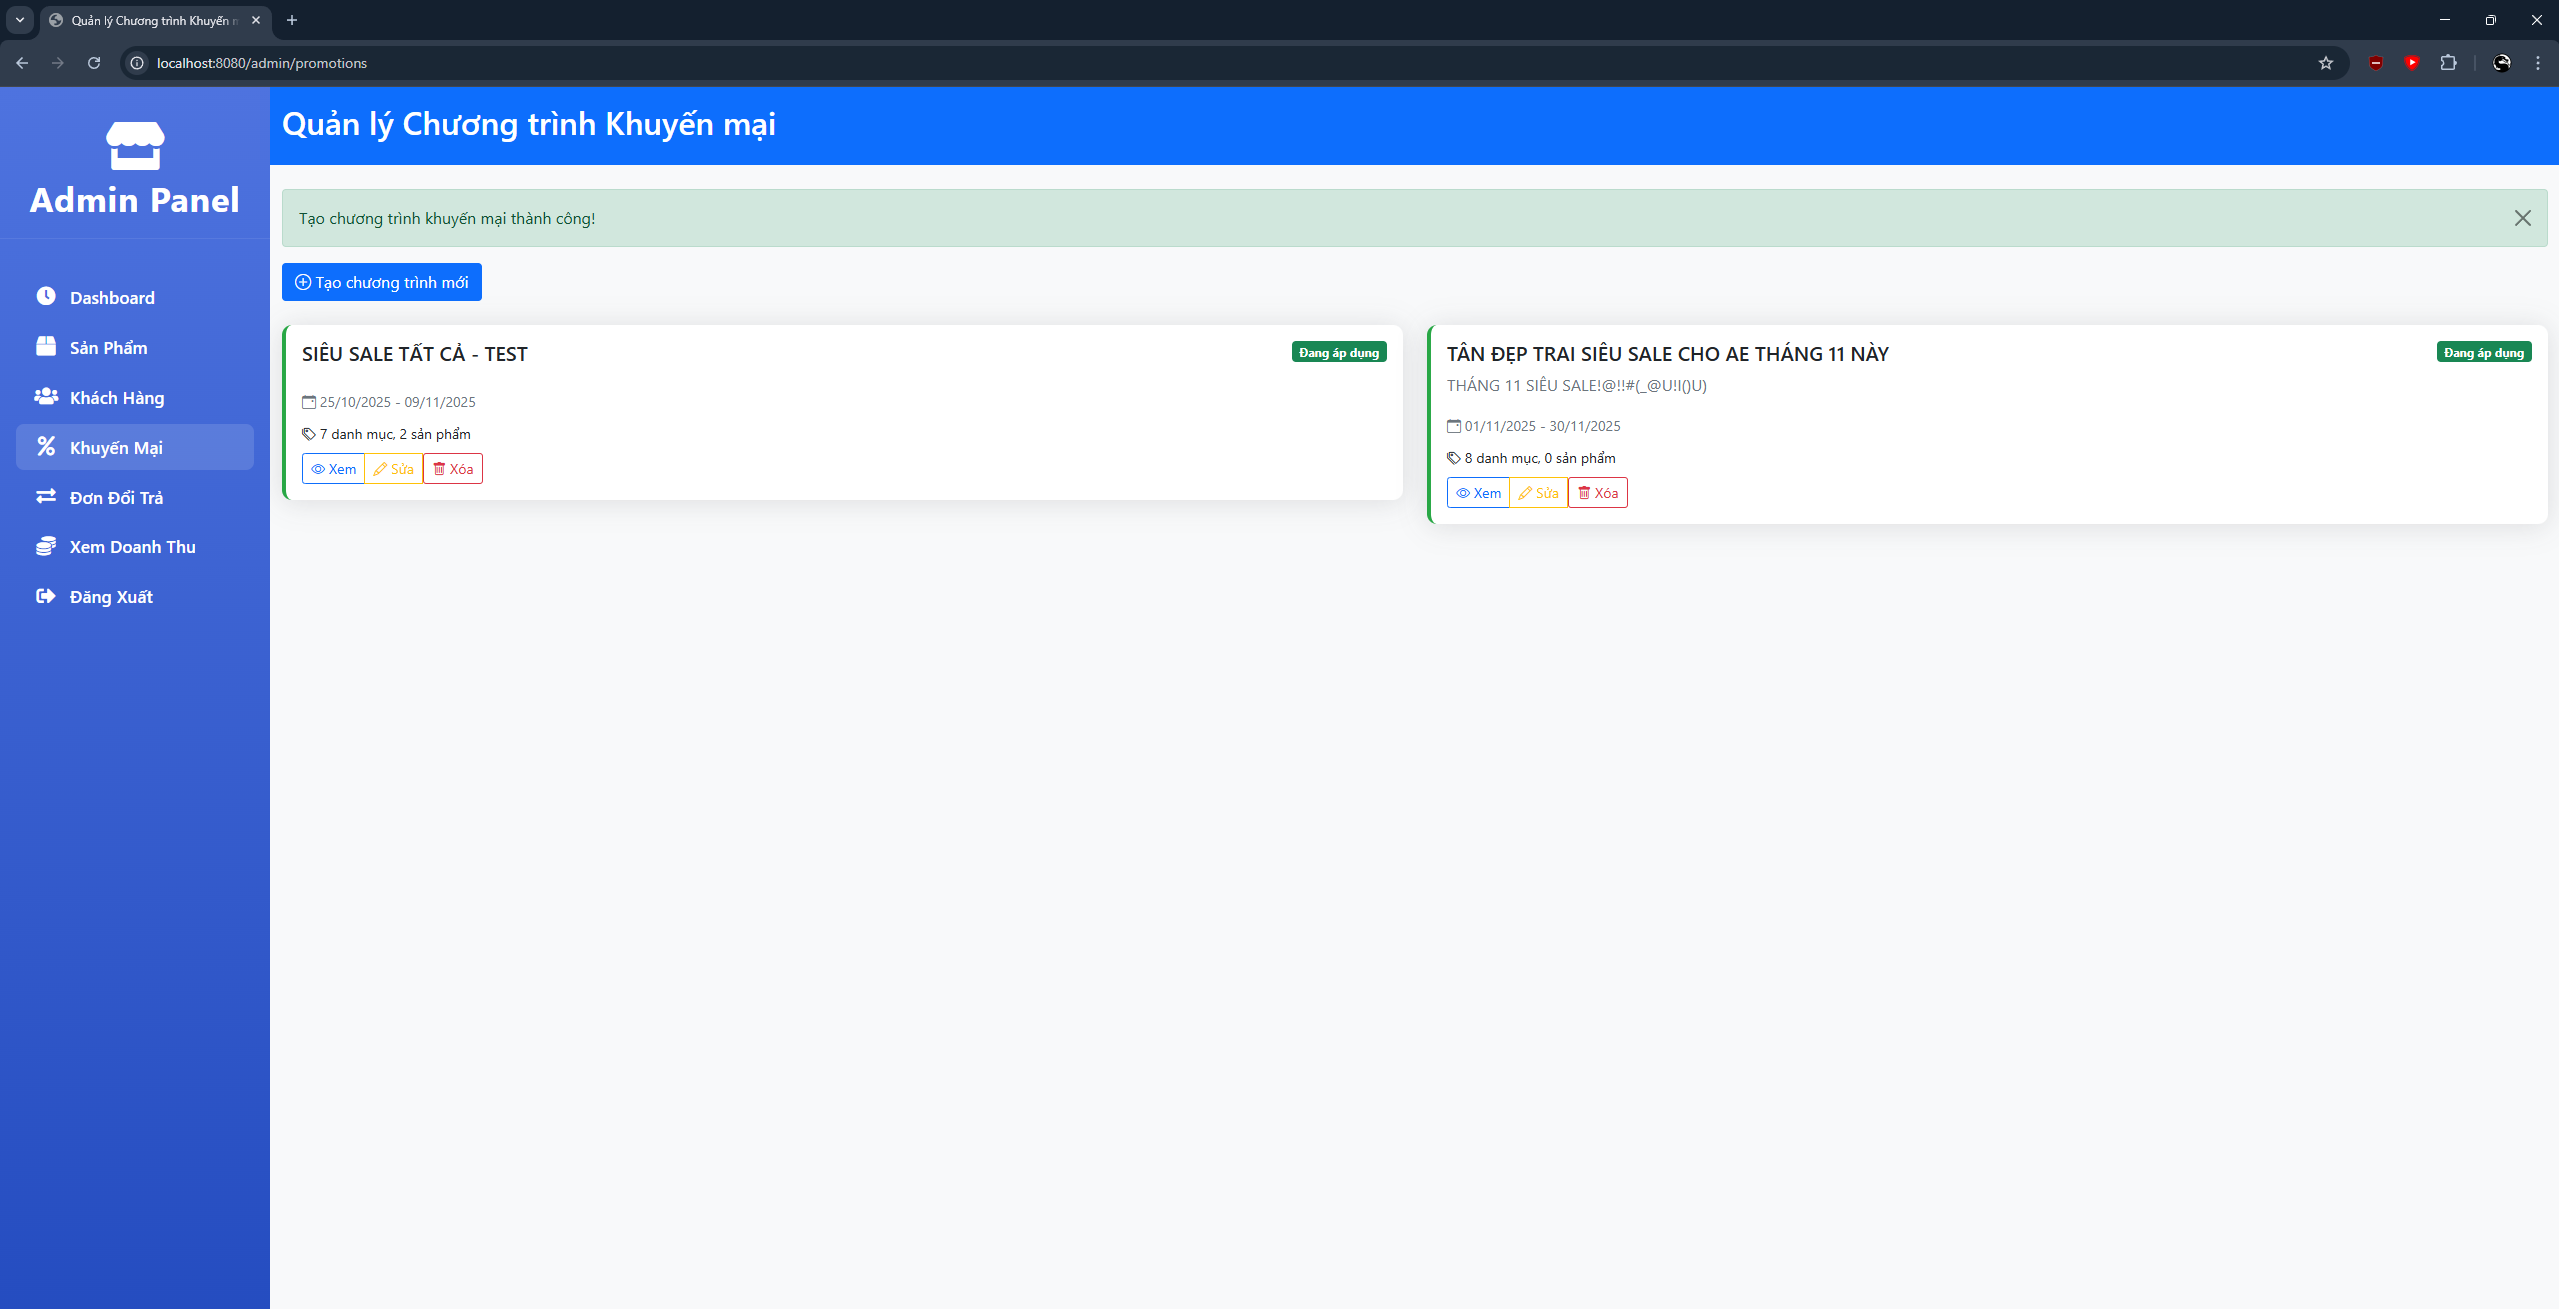 Quản lý Chương trình Khuyến m
localhost:8080/admin/promotions
Admin Panel
Dashboard
Sản Phẩm
Khách Hàng
Khuyến Mại
Đơn Đổi Trả
Xem Doanh Thu
Đăng Xuất
Quản lý Chương trình Khuyến mại
Tạo chương trình khuyến mại thành công!
Tạo chương trình mới
SIÊU SALE TẤT CẢ - TEST
Đang áp dụng
25/10/2025 - 09/11/2025
7 danh mục, 2 sản phẩm
Xem Sửa Xóa
TÂN ĐẸP TRAI SIÊU SALE CHO AE THÁNG 11 NÀY
Đang áp dụng
THÁNG 11 SIÊU SALE!@!!#(_@U!I()U)
01/11/2025 - 30/11/2025
8 danh mục, 0 sản phẩm
Xem Sửa Xóa